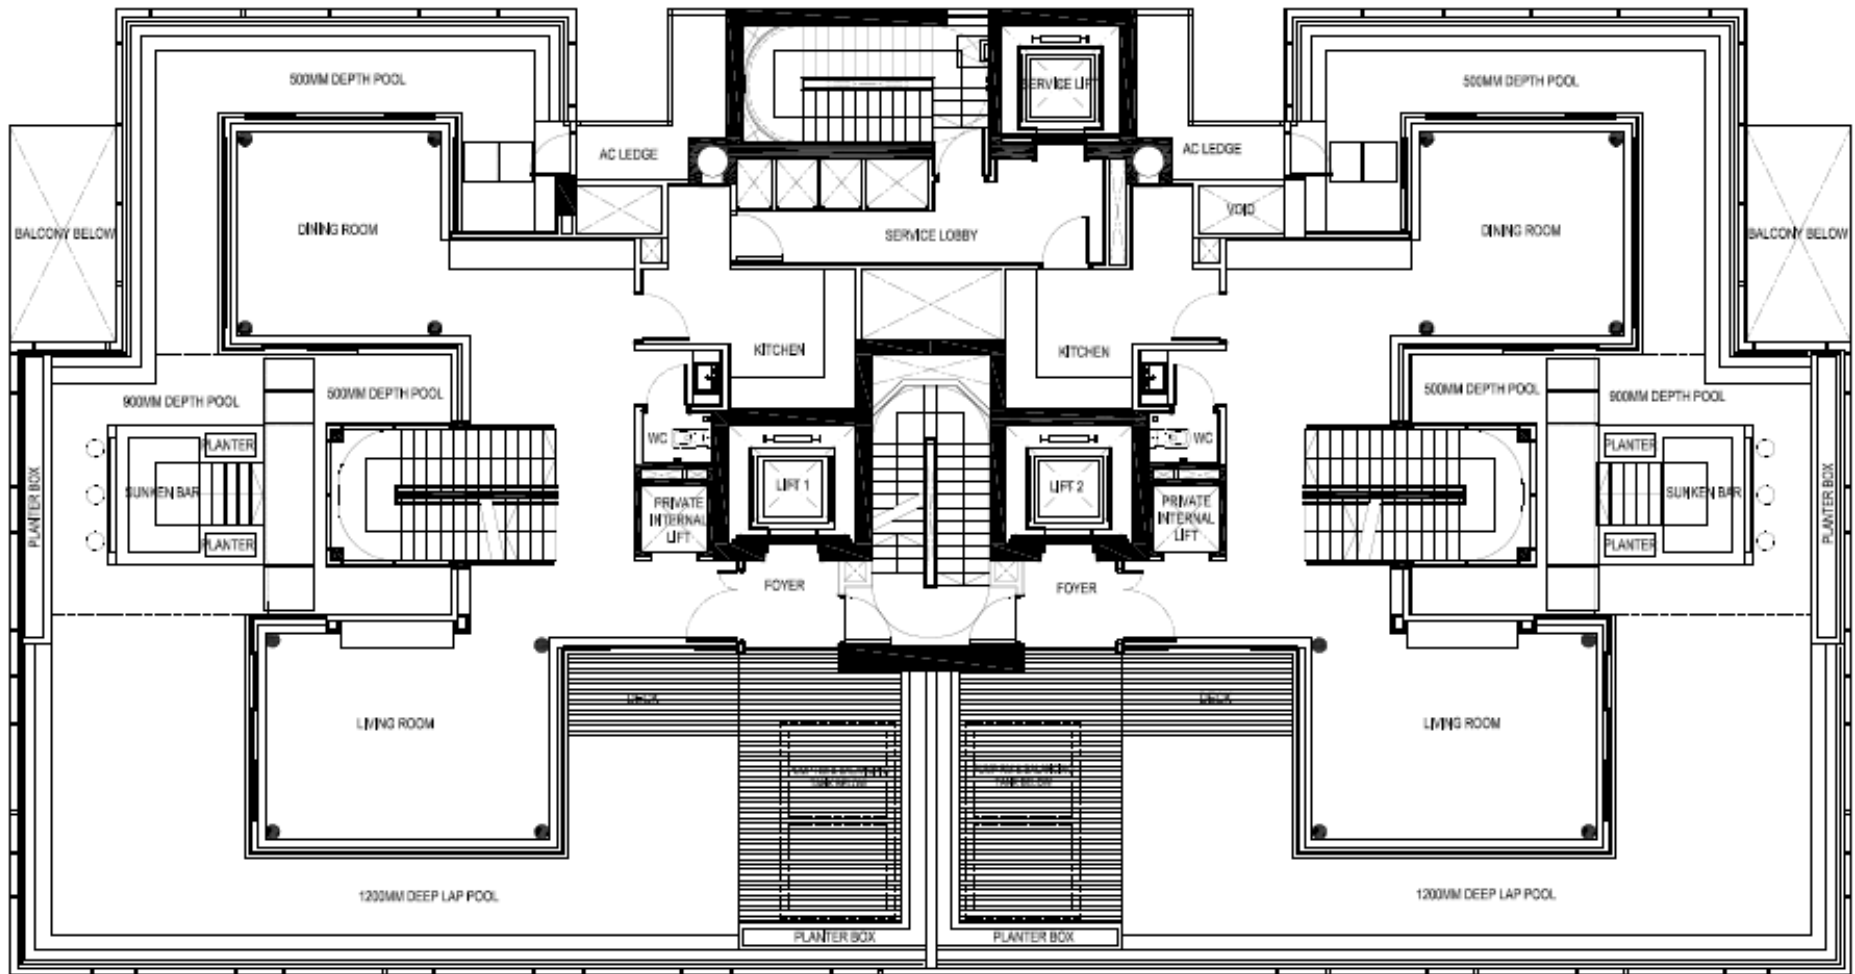 500MM DEPTH POOL
SERVICE LIFT
500MM DEPTH POOL
AC LEDGE
AC LEDGE
BALCONY BELOW
DINING ROOM
SERVICE LOBBY
VOID
DINING ROOM
BALCONY BELOW
KITCHEN
KITCHEN
900MM DEPTH POOL
500MM DEPTH POOL
500MM DEPTH POOL
900MM DEPTH POOL
PLANTER BOX
PLANTER
SUNKEN BAR
PLANTER
WC
PRIVATE
INTERNAL
LIFT
LIFT 1
LIFT 2
WC
PRIVATE
INTERNAL
LIFT
PLANTER
SUNKEN BAR
PLANTER
PLANTER BOX
FOYER
FOYER
DECK
DECK
LIVING ROOM
LIVING ROOM
TANK BELOW
TANK BELOW
1200MM DEEP LAP POOL
1200MM DEEP LAP POOL
PLANTER BOX
PLANTER BOX